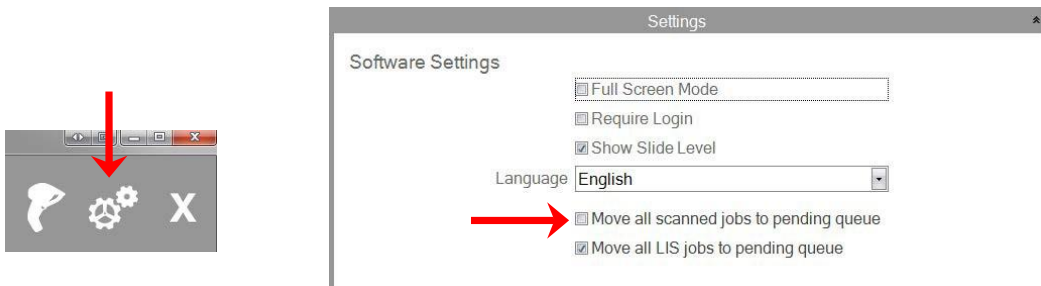 Settings
Software Settings
Full Screen Mode
Require Login
Show Slide Level
Language English
Move all scanned jobs to pending queue
Move all LIS jobs to pending queue
X